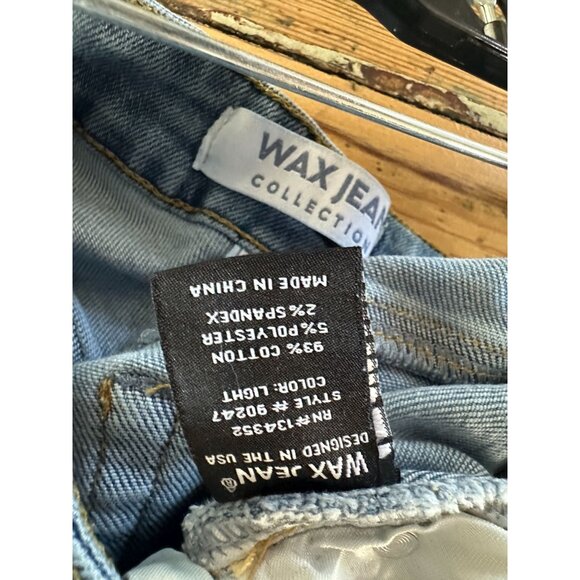 WAX JEAN
COLLECTION
WAX JEAN®
DESIGNED IN THE USA
RN#134352
STYLE # 90247
COLOR: LIGHT
93% COTTON
5% POLYESTER
2% SPANDEX
MADE IN CHINA